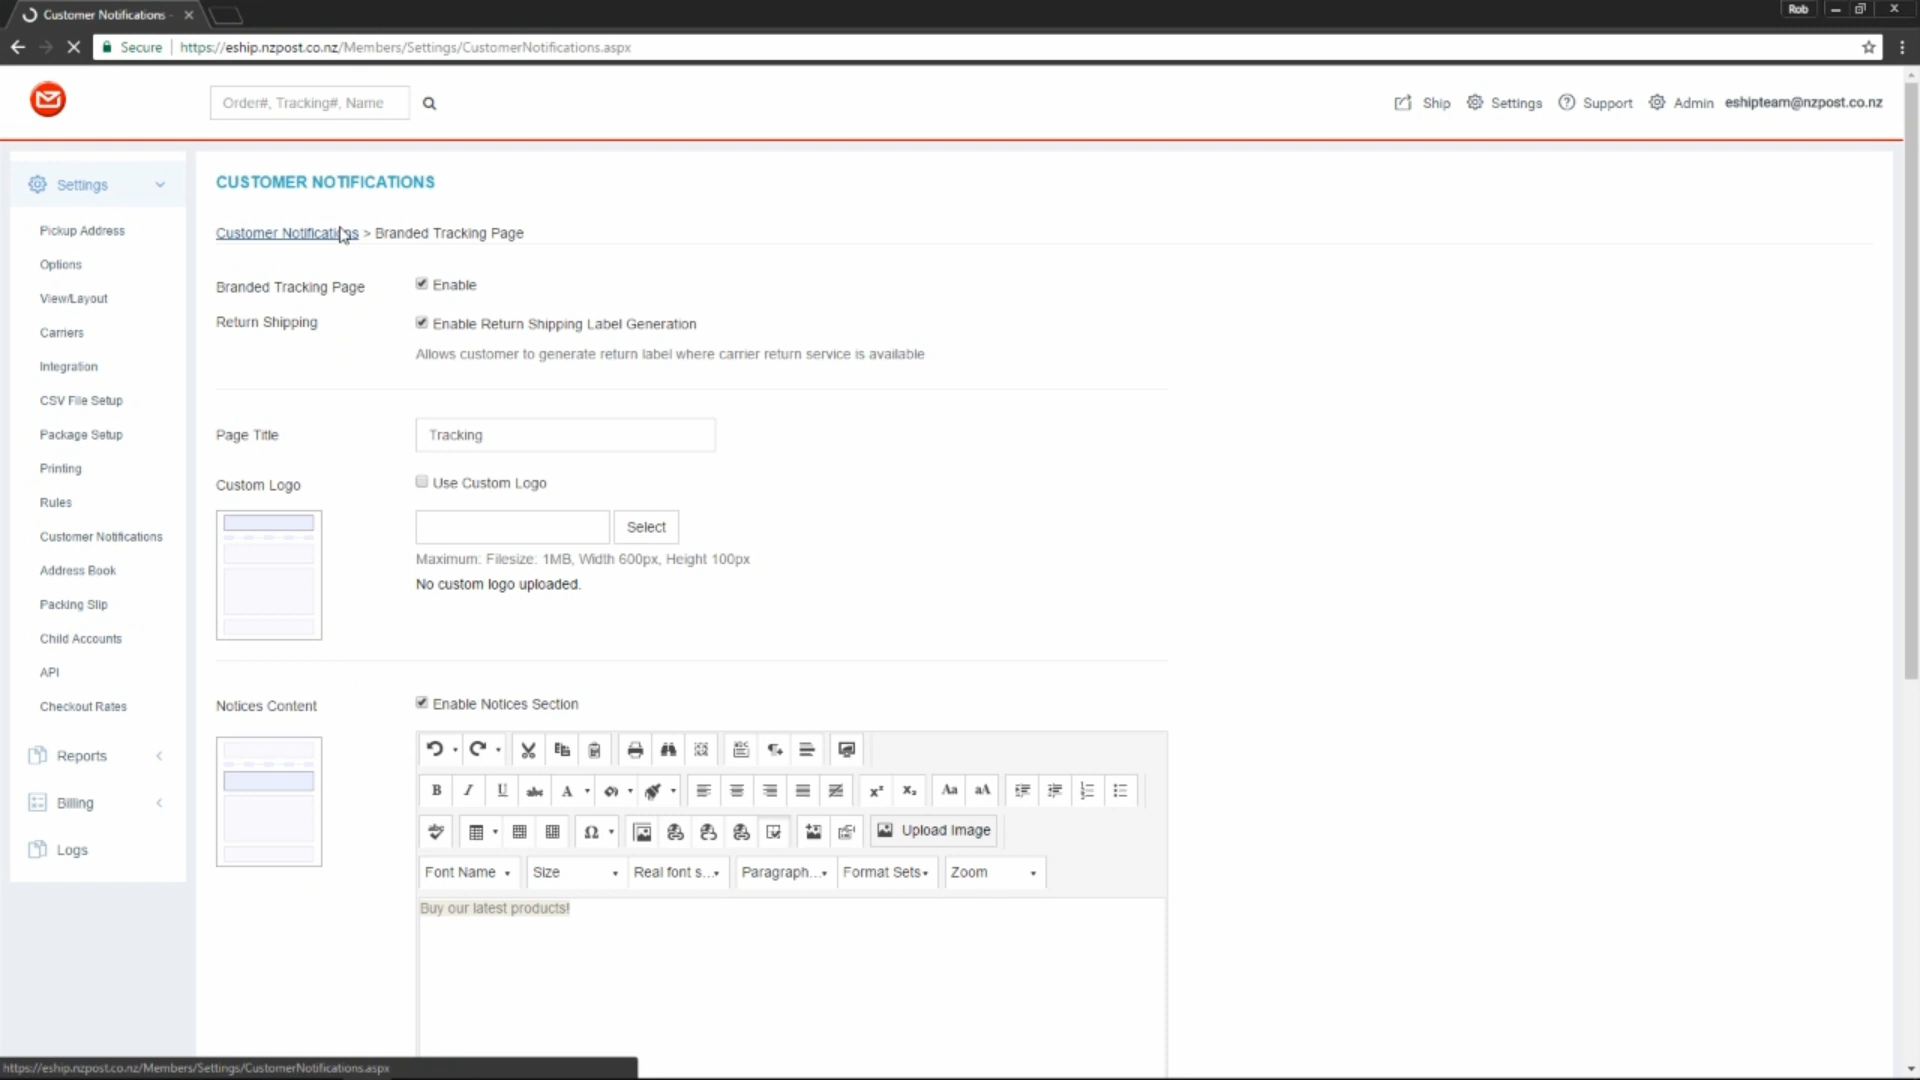 Customer Notifications -
Rob
Secure | https://eship.nzpost.co.nz/Members/Settings/CustomerNotifications.aspx
Order#, Tracking#, Name
Ship
Settings
Support
Admin
eshipteam@nzpost.co.nz
Settings
Pickup Address
Options
View/Layout
Carriers
Integration
CSV File Setup
Package Setup
Printing
Rules
Customer Notifications
Address Book
Packing Slip
Child Accounts
API
Checkout Rates
Reports
Billing
Logs
CUSTOMER NOTIFICATIONS
Customer Notifications > Branded Tracking Page
Branded Tracking Page
Enable
Return Shipping
Enable Return Shipping Label Generation
Allows customer to generate return label where carrier return service is available
Page Title
Tracking
Custom Logo
Use Custom Logo
Select
Maximum: Filesize: 1MB, Width 600px, Height 100px
No custom logo uploaded.
Notices Content
Enable Notices Section
B I U abc A x² x₂ Aa aA
Ω Upload Image
Font Name Size Real font s... Paragraph... Format Sets Zoom
Buy our latest products!
https://eship.nzpost.co.nz/Members/Settings/CustomerNotifications.aspx